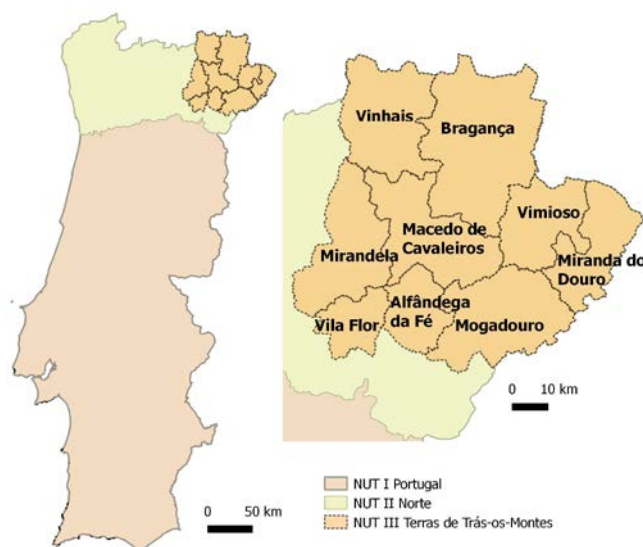 Vinhais
Bragança
Vimioso
Macedo de
Cavaleiros
Mirandela
Miranda do
Douro
Alfândega
da Fé
Vila Flor
Mogadouro
0 10 km
NUT I Portugal
NUT II Norte
NUT III Terras de Trás-os-Montes
0 50 km